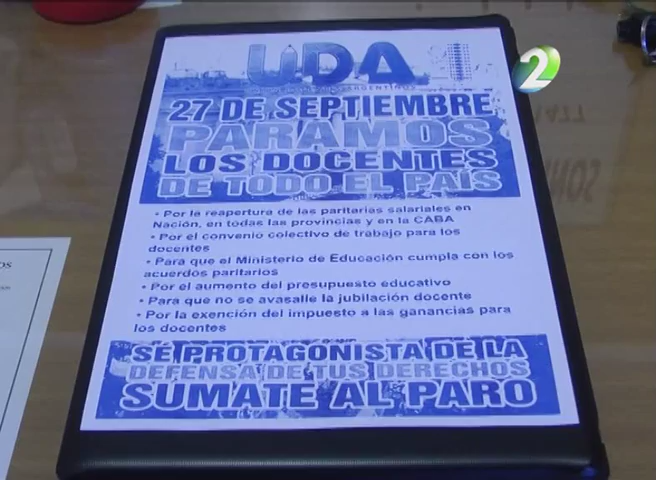 UDA
ARGENTINOS
2
27 DE SEPTIEMBRE
PARAMOS
LOS DOCENTES
DE TODO EL PAÍS
• Por la reapertura de las paritarias salariales en
Nación, en todas las provincias y en la CABA
• Por el convenio colectivo de trabajo para los
docentes
• Para que el Ministerio de Educación cumpla con los
acuerdos paritarios
• Por el aumento del presupuesto educativo
• Para que no se avasalle la jubilación docente
• Por la exención del impuesto a las ganancias para
los docentes
SÉ PROTAGONISTA DE LA
DEFENSA DE TUS DERECHOS
SUMATE AL PARO